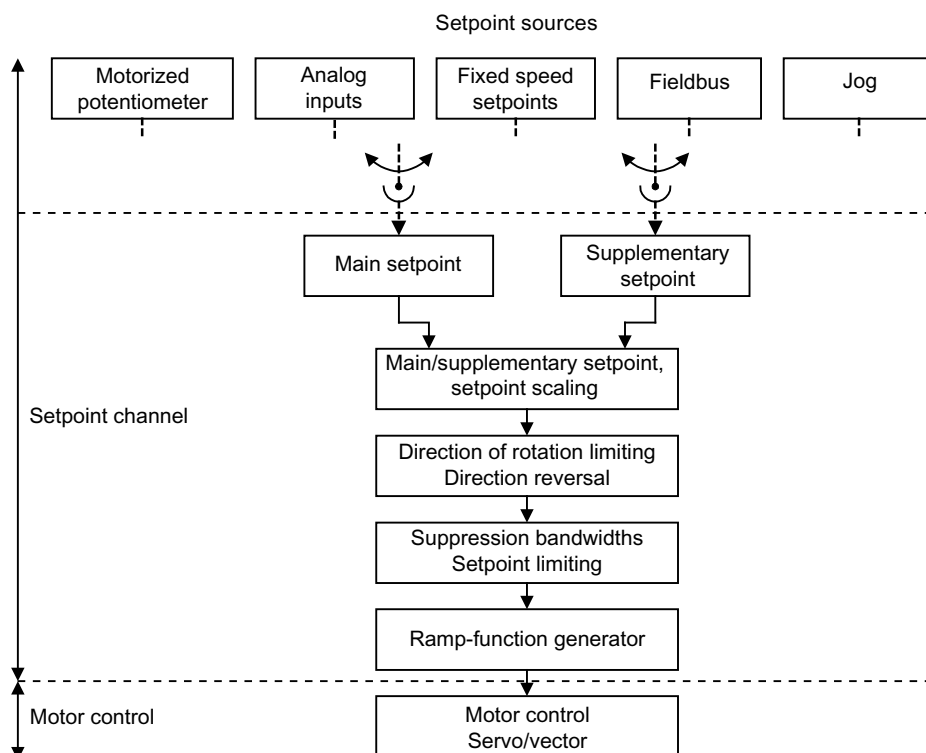 Setpoint sources
Motorized
potentiometer
Analog
inputs
Fixed speed
setpoints
Fieldbus
Jog
Main setpoint
Supplementary
setpoint
Main/supplementary setpoint,
setpoint scaling
Setpoint channel
Direction of rotation limiting
Direction reversal
Suppression bandwidths
Setpoint limiting
Ramp-function generator
Motor control
Motor control
Servo/vector